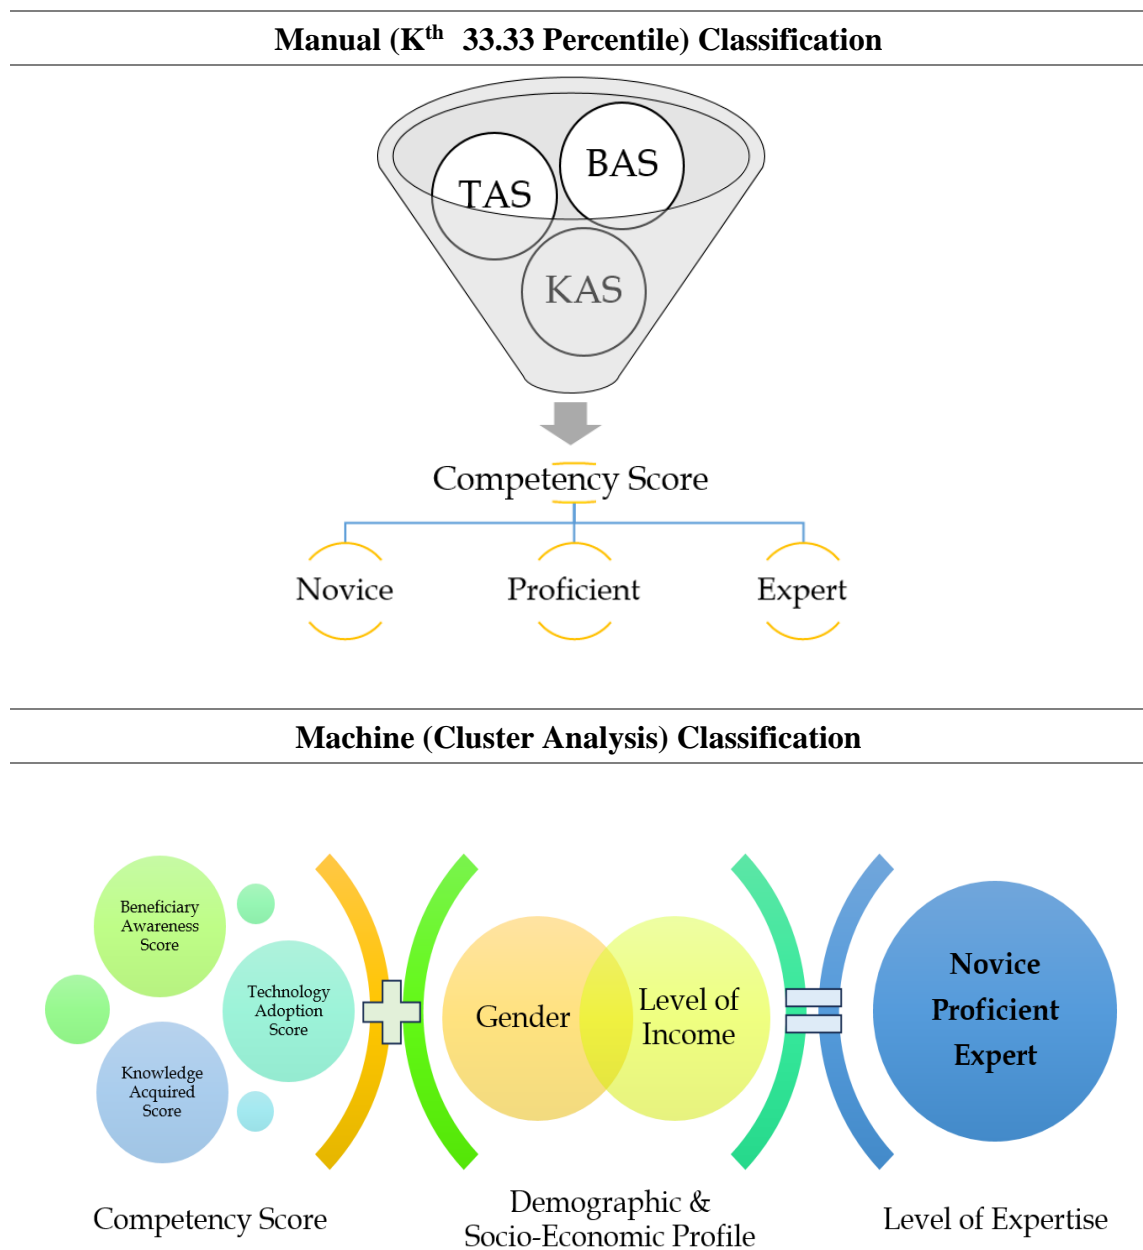 Manual (Kth 33.33 Percentile) Classification
TAS
BAS
KAS
Competency Score
Novice
Proficient
Expert
Machine (Cluster Analysis) Classification
Beneficiary
Awareness
Score
Technology
Adoption
Score
Knowledge
Acquired
Score
Gender
Level of
Income
Novice
Proficient
Expert
Competency Score
Demographic &
Socio-Economic Profile
Level of Expertise